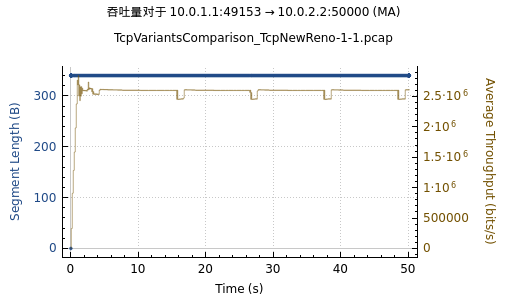 吞吐量对于 10.0.1.1:49153 → 10.0.2.2:50000 (MA)
TcpVariantsComparison_TcpNewReno-1-1.pcap
Segment Length (B)
300
200
100
0
2.5·10⁶
2·10⁶
1.5·10⁶
1·10⁶
500000
0
Average Throughput (bits/s)
0 10 20 30 40 50
Time (s)